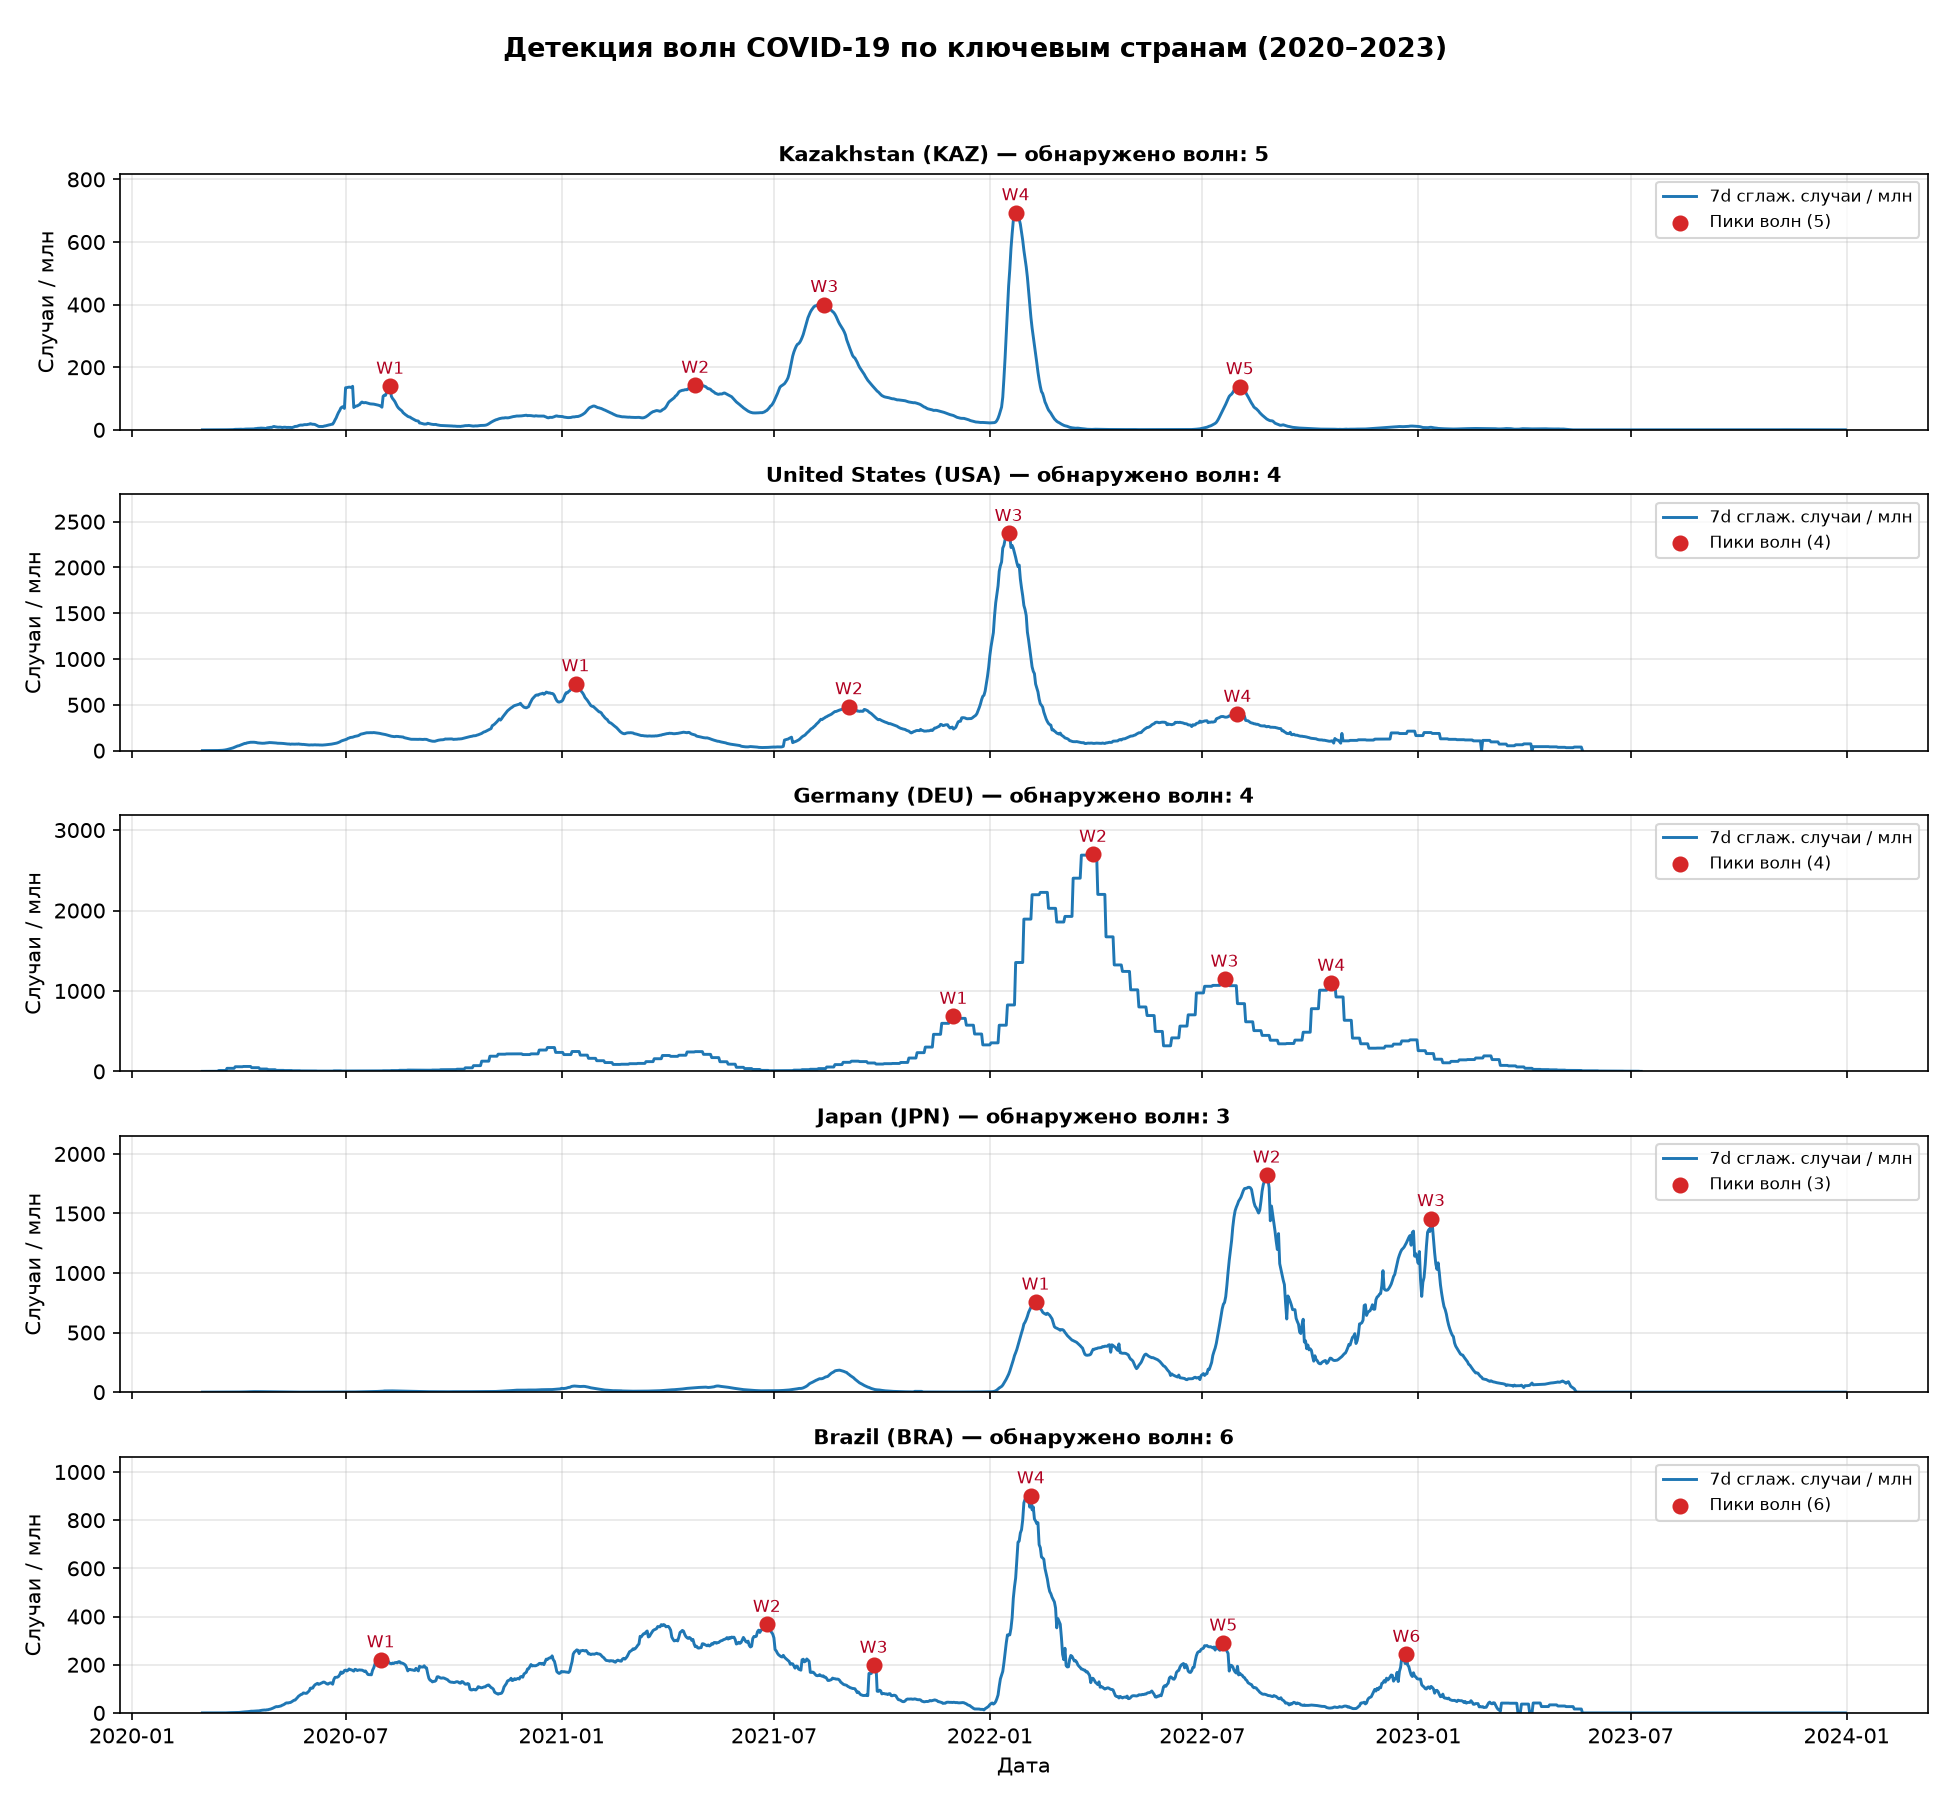 Детекция волн COVID-19 по ключевым странам (2020–2023)
Kazakhstan (KAZ) — обнаружено волн: 5
Случаи / млн
800
600
400
200
0
W1
W2
W3
W4
W5
7d сглаж. случаи / млн
Пики волн (5)
United States (USA) — обнаружено волн: 4
Случаи / млн
2500
2000
1500
1000
500
0
W1
W2
W3
W4
7d сглаж. случаи / млн
Пики волн (4)
Germany (DEU) — обнаружено волн: 4
Случаи / млн
3000
2000
1000
0
W1
W2
W3
W4
7d сглаж. случаи / млн
Пики волн (4)
Japan (JPN) — обнаружено волн: 3
Случаи / млн
2000
1500
1000
500
0
W1
W2
W3
7d сглаж. случаи / млн
Пики волн (3)
Brazil (BRA) — обнаружено волн: 6
Случаи / млн
1000
800
600
400
200
0
W1
W2
W3
W4
W5
W6
7d сглаж. случаи / млн
Пики волн (6)
2020-01 2020-07 2021-01 2021-07 2022-01 2022-07 2023-01 2023-07 2024-01
Дата